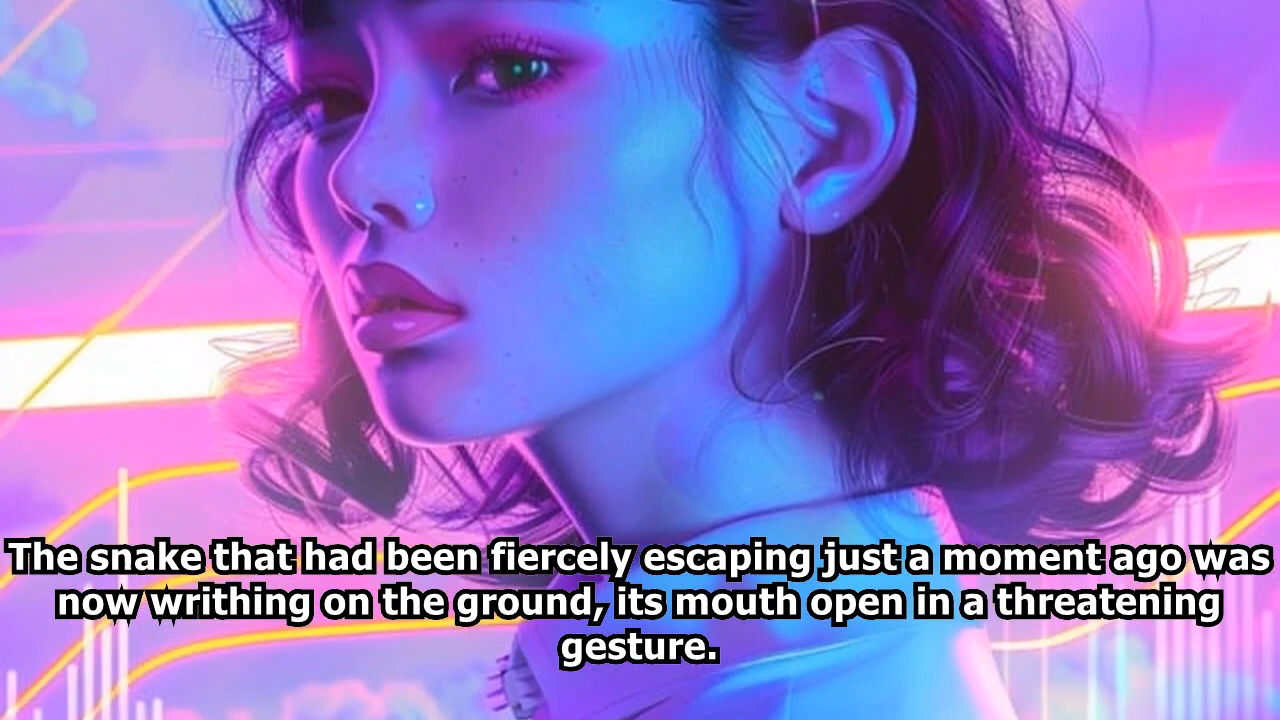 The snake that had been fiercely escaping just a moment ago was
now writhing on the ground, its mouth open in a threatening
gesture.